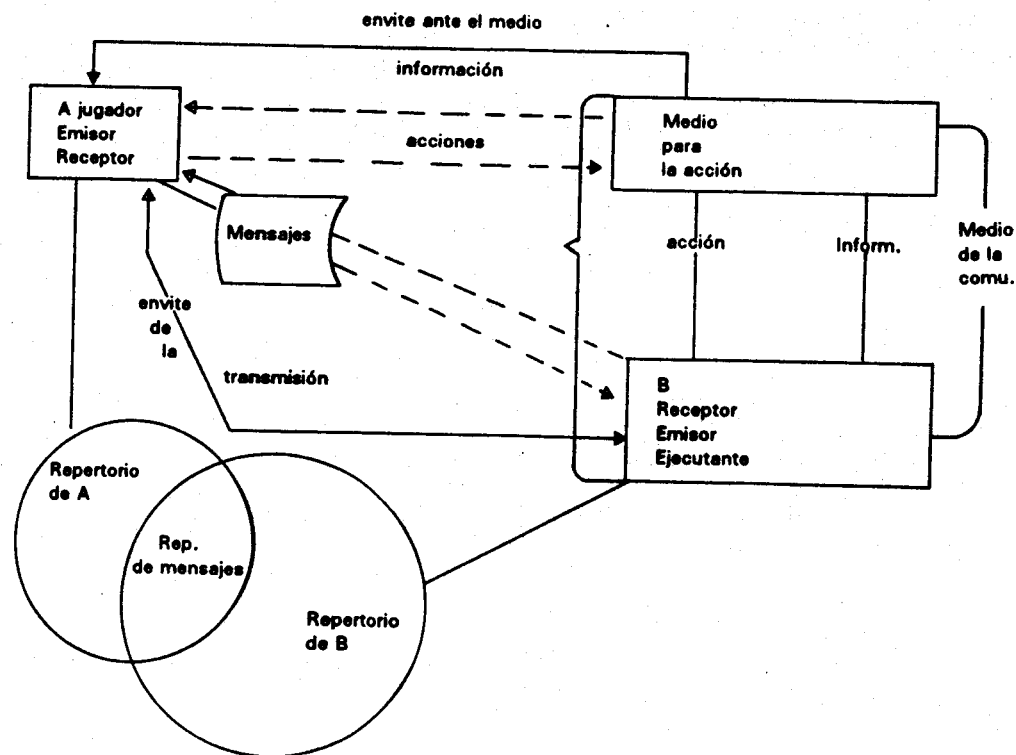 envite ante el medio
información
A jugador
Emisor
Receptor
acciones
Medio
para
la acción
Mensajes
acción
Inform.
Medio
de la
comu.
envite
de
la
transmisión
B
Receptor
Emisor
Ejecutante
Repertorio
de A
Rep.
de mensajes
Repertorio
de B